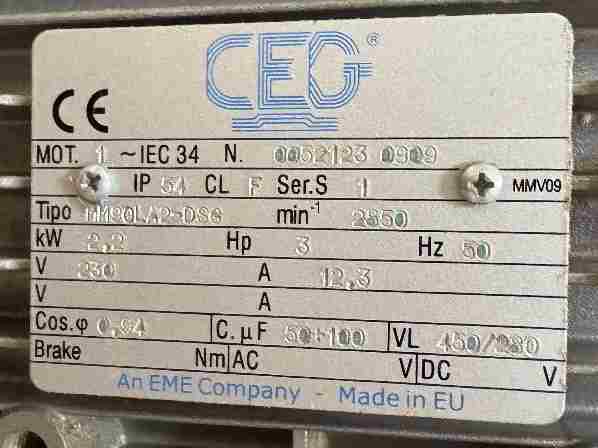 CEG®
CE
MOT. 1 ~ IEC 34 N. 0052123 0909
IP 54 CL F Ser.S 1
MMV09
Tipo min-1 2850
kW 2,2 Hp 3 Hz 50
V 230 A 12,3
V A
Cos.φ 0,94 C.µF 50+100 VL 450/280
Brake Nm AC V DC V
An EME Company - Made in EU